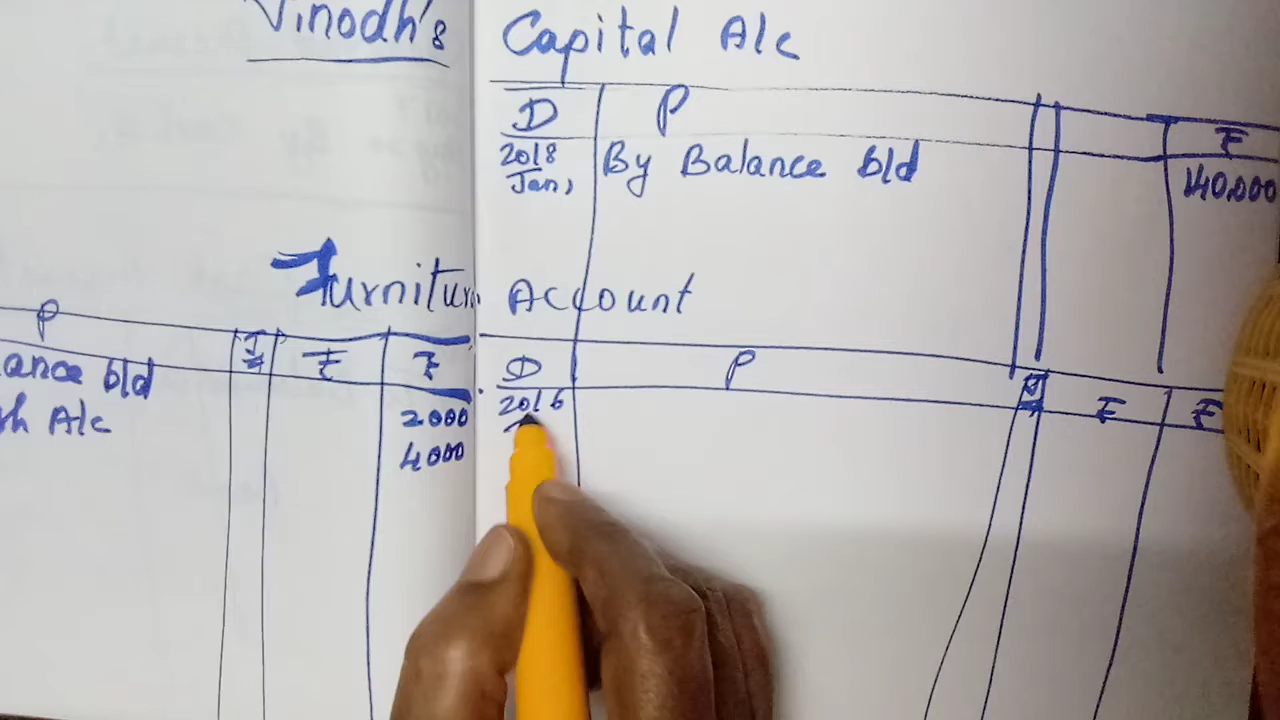 Vinodh's Capital A/c
D P ₹
2018 By Balance b/d 140,000
Jan,
Furniture Account
P J ₹ ₹ D P J ₹ ₹
ance b/d 2000 2016
h A/c 4000